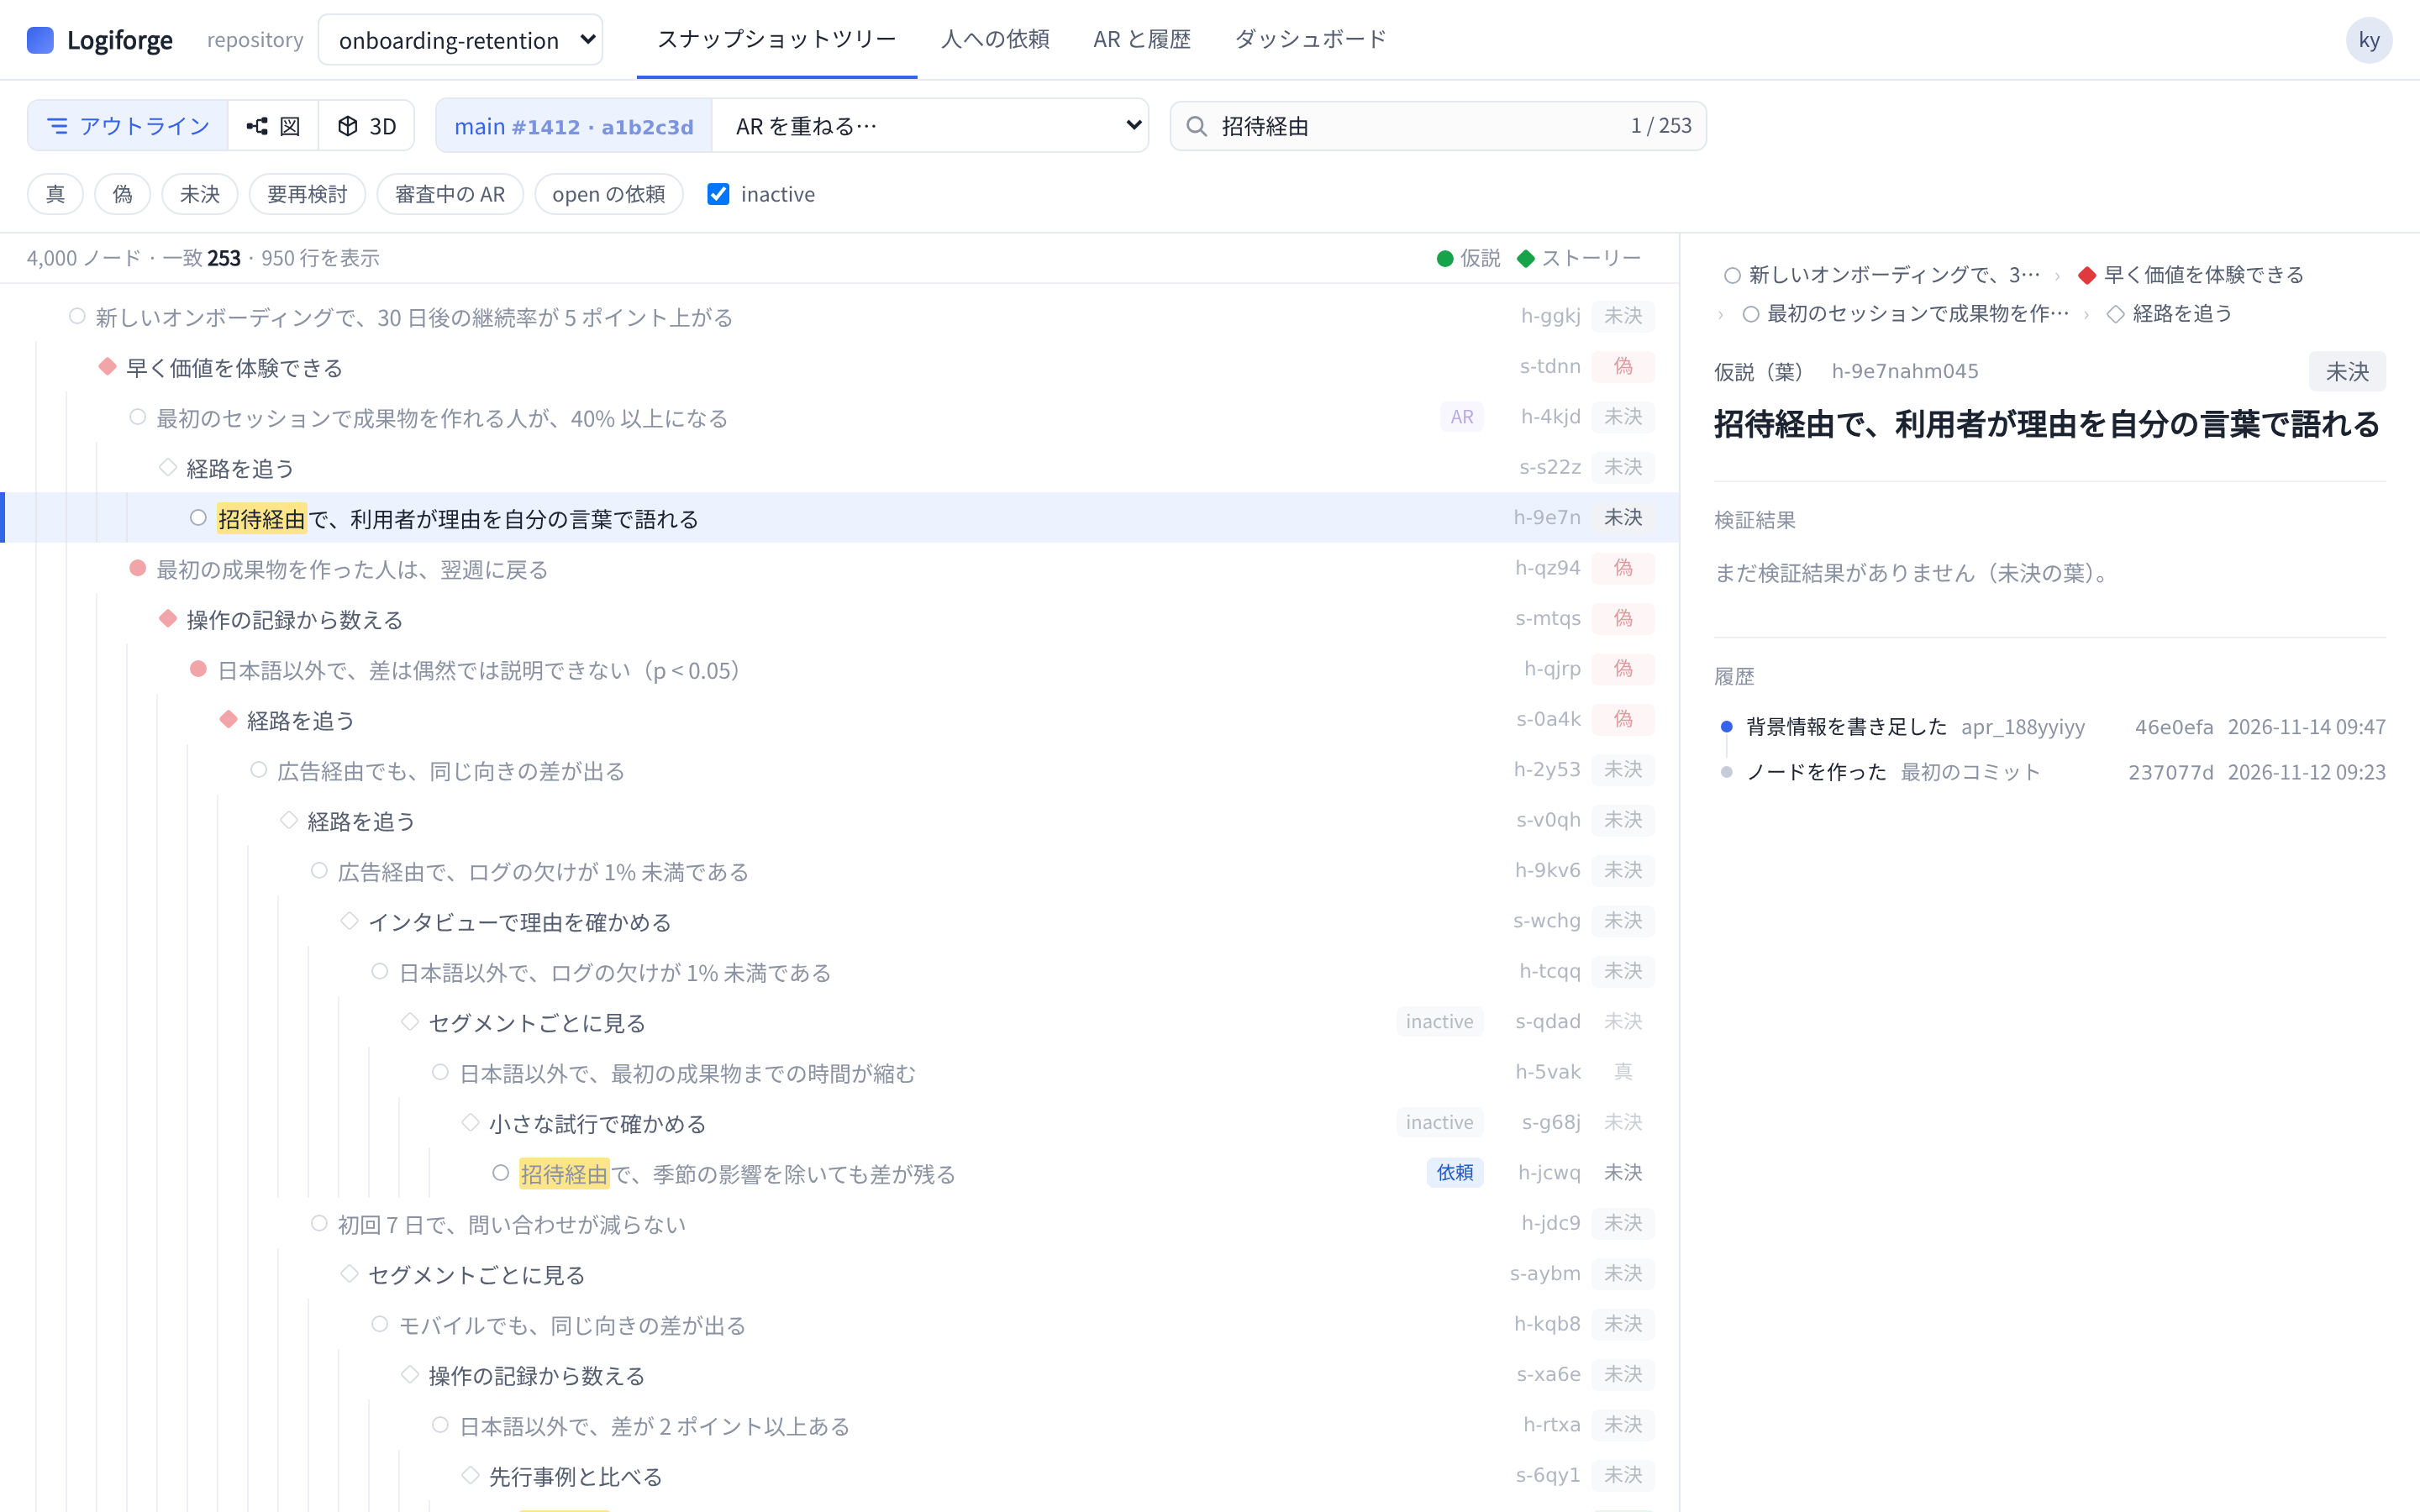 Logiforge repository onboarding-retention スナップショットツリー 人への依頼 AR と履歴 ダッシュボード ky
アウトライン 図 3D main #1412 · a1b2c3d AR を重ねる… 招待経由 1 / 253
真 偽 未決 要再検討 審査中の AR open の依頼 inactive
4,000 ノード · 一致 253 · 950 行を表示 仮説 ストーリー
新しいオンボーディングで、30 日後の継続率が 5 ポイント上がる h-ggkj 未決
早く価値を体験できる s-tdnn 偽
最初のセッションで成果物を作れる人が、40% 以上になる AR h-4kjd 未決
経路を追う s-s22z 未決
招待経由で、利用者が理由を自分の言葉で語れる h-9e7n 未決
最初の成果物を作った人は、翌週に戻る h-qz94 偽
操作の記録から数える s-mtqs 偽
日本語以外で、差は偶然では説明できない（p < 0.05） h-qjrp 偽
経路を追う s-0a4k 偽
広告経由でも、同じ向きの差が出る h-2y53 未決
経路を追う s-v0qh 未決
広告経由で、ログの欠けが 1% 未満である h-9kv6 未決
インタビューで理由を確かめる s-wchg 未決
日本語以外で、ログの欠けが 1% 未満である h-tcqq 未決
セグメントごとに見る inactive s-qdad 未決
日本語以外で、最初の成果物までの時間が縮む h-5vak 真
小さな試行で確かめる inactive s-g68j 未決
招待経由で、季節の影響を除いても差が残る 依頼 h-jcwq 未決
初回 7 日で、問い合わせが減らない h-jdc9 未決
セグメントごとに見る s-aybm 未決
モバイルでも、同じ向きの差が出る h-kqb8 未決
操作の記録から数える s-xa6e 未決
日本語以外で、差が 2 ポイント以上ある h-rtxa 未決
先行事例と比べる s-6qy1 未決
新しいオンボーディングで、3… › 早く価値を体験できる
› 最初のセッションで成果物を作… › 経路を追う
仮説（葉） h-9e7nahm045 未決
招待経由で、利用者が理由を自分の言葉で語れる
検証結果
まだ検証結果がありません（未決の葉）。
履歴
背景情報を書き足した apr_188yyiyy 46e0efa 2026-11-14 09:47
ノードを作った 最初のコミット 237077d 2026-11-12 09:23